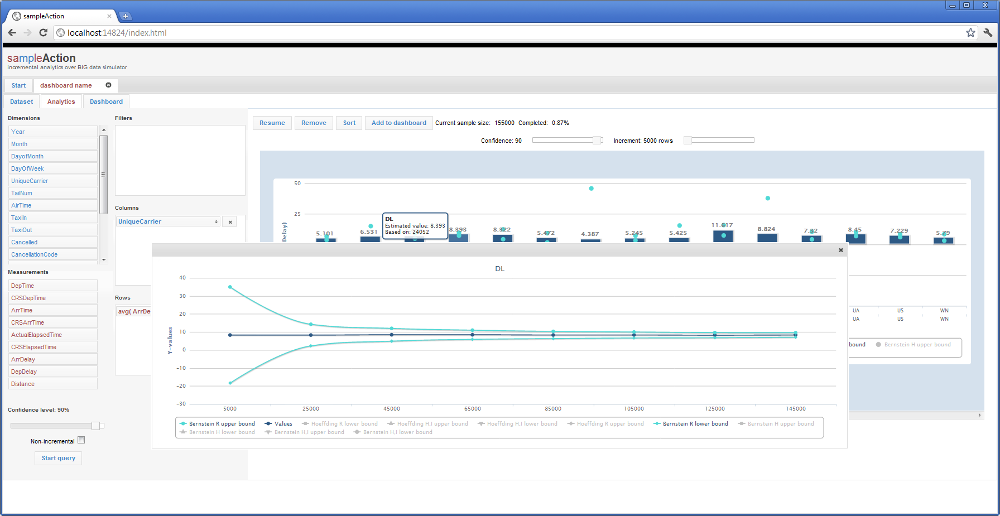 sampleAction
localhost:14824/index.html
sampleAction
incremental analytics over BIG data simulator
Start
dashboard name
Dataset
Analytics
Dashboard
Dimensions
Year
Month
DayofMonth
DayOfWeek
UniqueCarrier
TailNum
AirTime
TaxiIn
TaxiOut
Cancelled
CancellationCode
Measurements
DepTime
CRSDepTime
ArrTime
CRSArrTime
ActualElapsedTime
CRSElapsedTime
ArrDelay
DepDelay
Distance
Confidence level: 90%
Non-incremental
Start query
Filters
Columns
UniqueCarrier
Rows
avg( ArrDe
Resume
Remove
Sort
Add to dashboard
Current sample size: 155000 Completed: 0.87%
Confidence: 90
Increment: 5000 rows
50
25
Delay)
5.101
6.531
8.393
8.322
5.472
4.387
5.245
5.425
11.617
8.824
7.32
8.45
7.229
5.79
DL
Estimated value: 8.393
Based on: 24052
UA US WN
UA US WN
bound
Bernstein H upper bound
DL
Y-values
40
30
20
10
0
-10
-20
-30
5000 25000 45000 65000 85000 105000 125000 145000
Bernstein R upper bound Values Hoeffding R lower bound Hoeffding H,I upper bound Hoeffding H,I lower bound Hoeffding R upper bound Bernstein R lower bound Bernstein H upper bound
Bernstein H lower bound Bernstein H,I upper bound Bernstein H,I lower bound